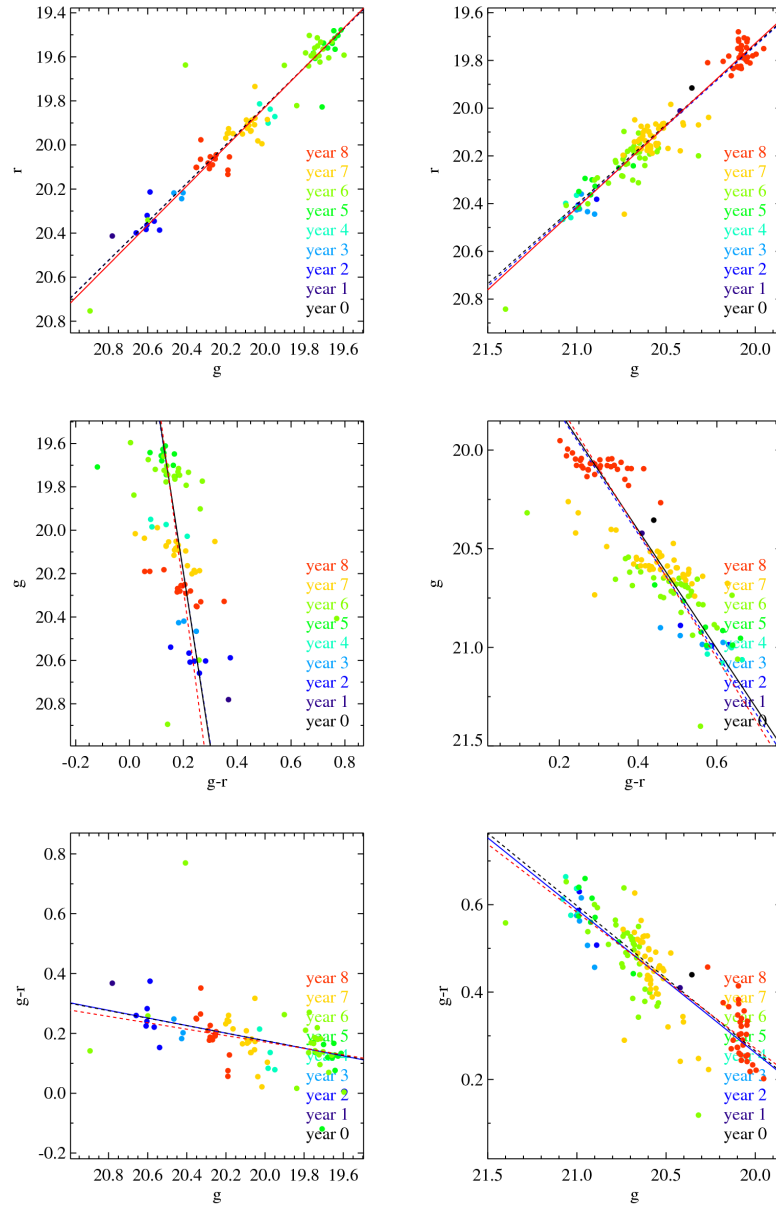 19.4
19.6
19.8
20.0
20.2
20.4
20.6
20.8
r
20.8 20.6 20.4 20.2 20.0 19.8 19.6
g
year 8
year 7
year 6
year 5
year 4
year 3
year 2
year 1
year 0
19.6
20.0
20.4
20.8
r
21.5 21.0 20.5 20.0
g
year 8
year 7
year 6
year 5
year 4
year 3
year 2
year 1
year 0
19.6
19.8
20.0
20.2
20.4
20.6
20.8
g
-0.2 0.0 0.2 0.4 0.6 0.8
g-r
year 8
year 7
year 6
year 5
year 4
year 3
year 2
year 1
year 0
20.0
20.5
21.0
21.5
g
0.2 0.4 0.6
g-r
year 8
year 7
year 6
year 5
year 4
year 3
year 2
year 1
year 0
0.8
0.6
0.4
0.2
0.0
-0.2
g-r
20.8 20.6 20.4 20.2 20.0 19.8 19.6
g
year 8
year 7
year 6
year 5
year 4
year 3
year 2
year 1
year 0
0.6
0.4
0.2
g-r
21.5 21.0 20.5 20.0
g
year 8
year 7
year 6
year 5
year 4
year 3
year 2
year 1
year 0